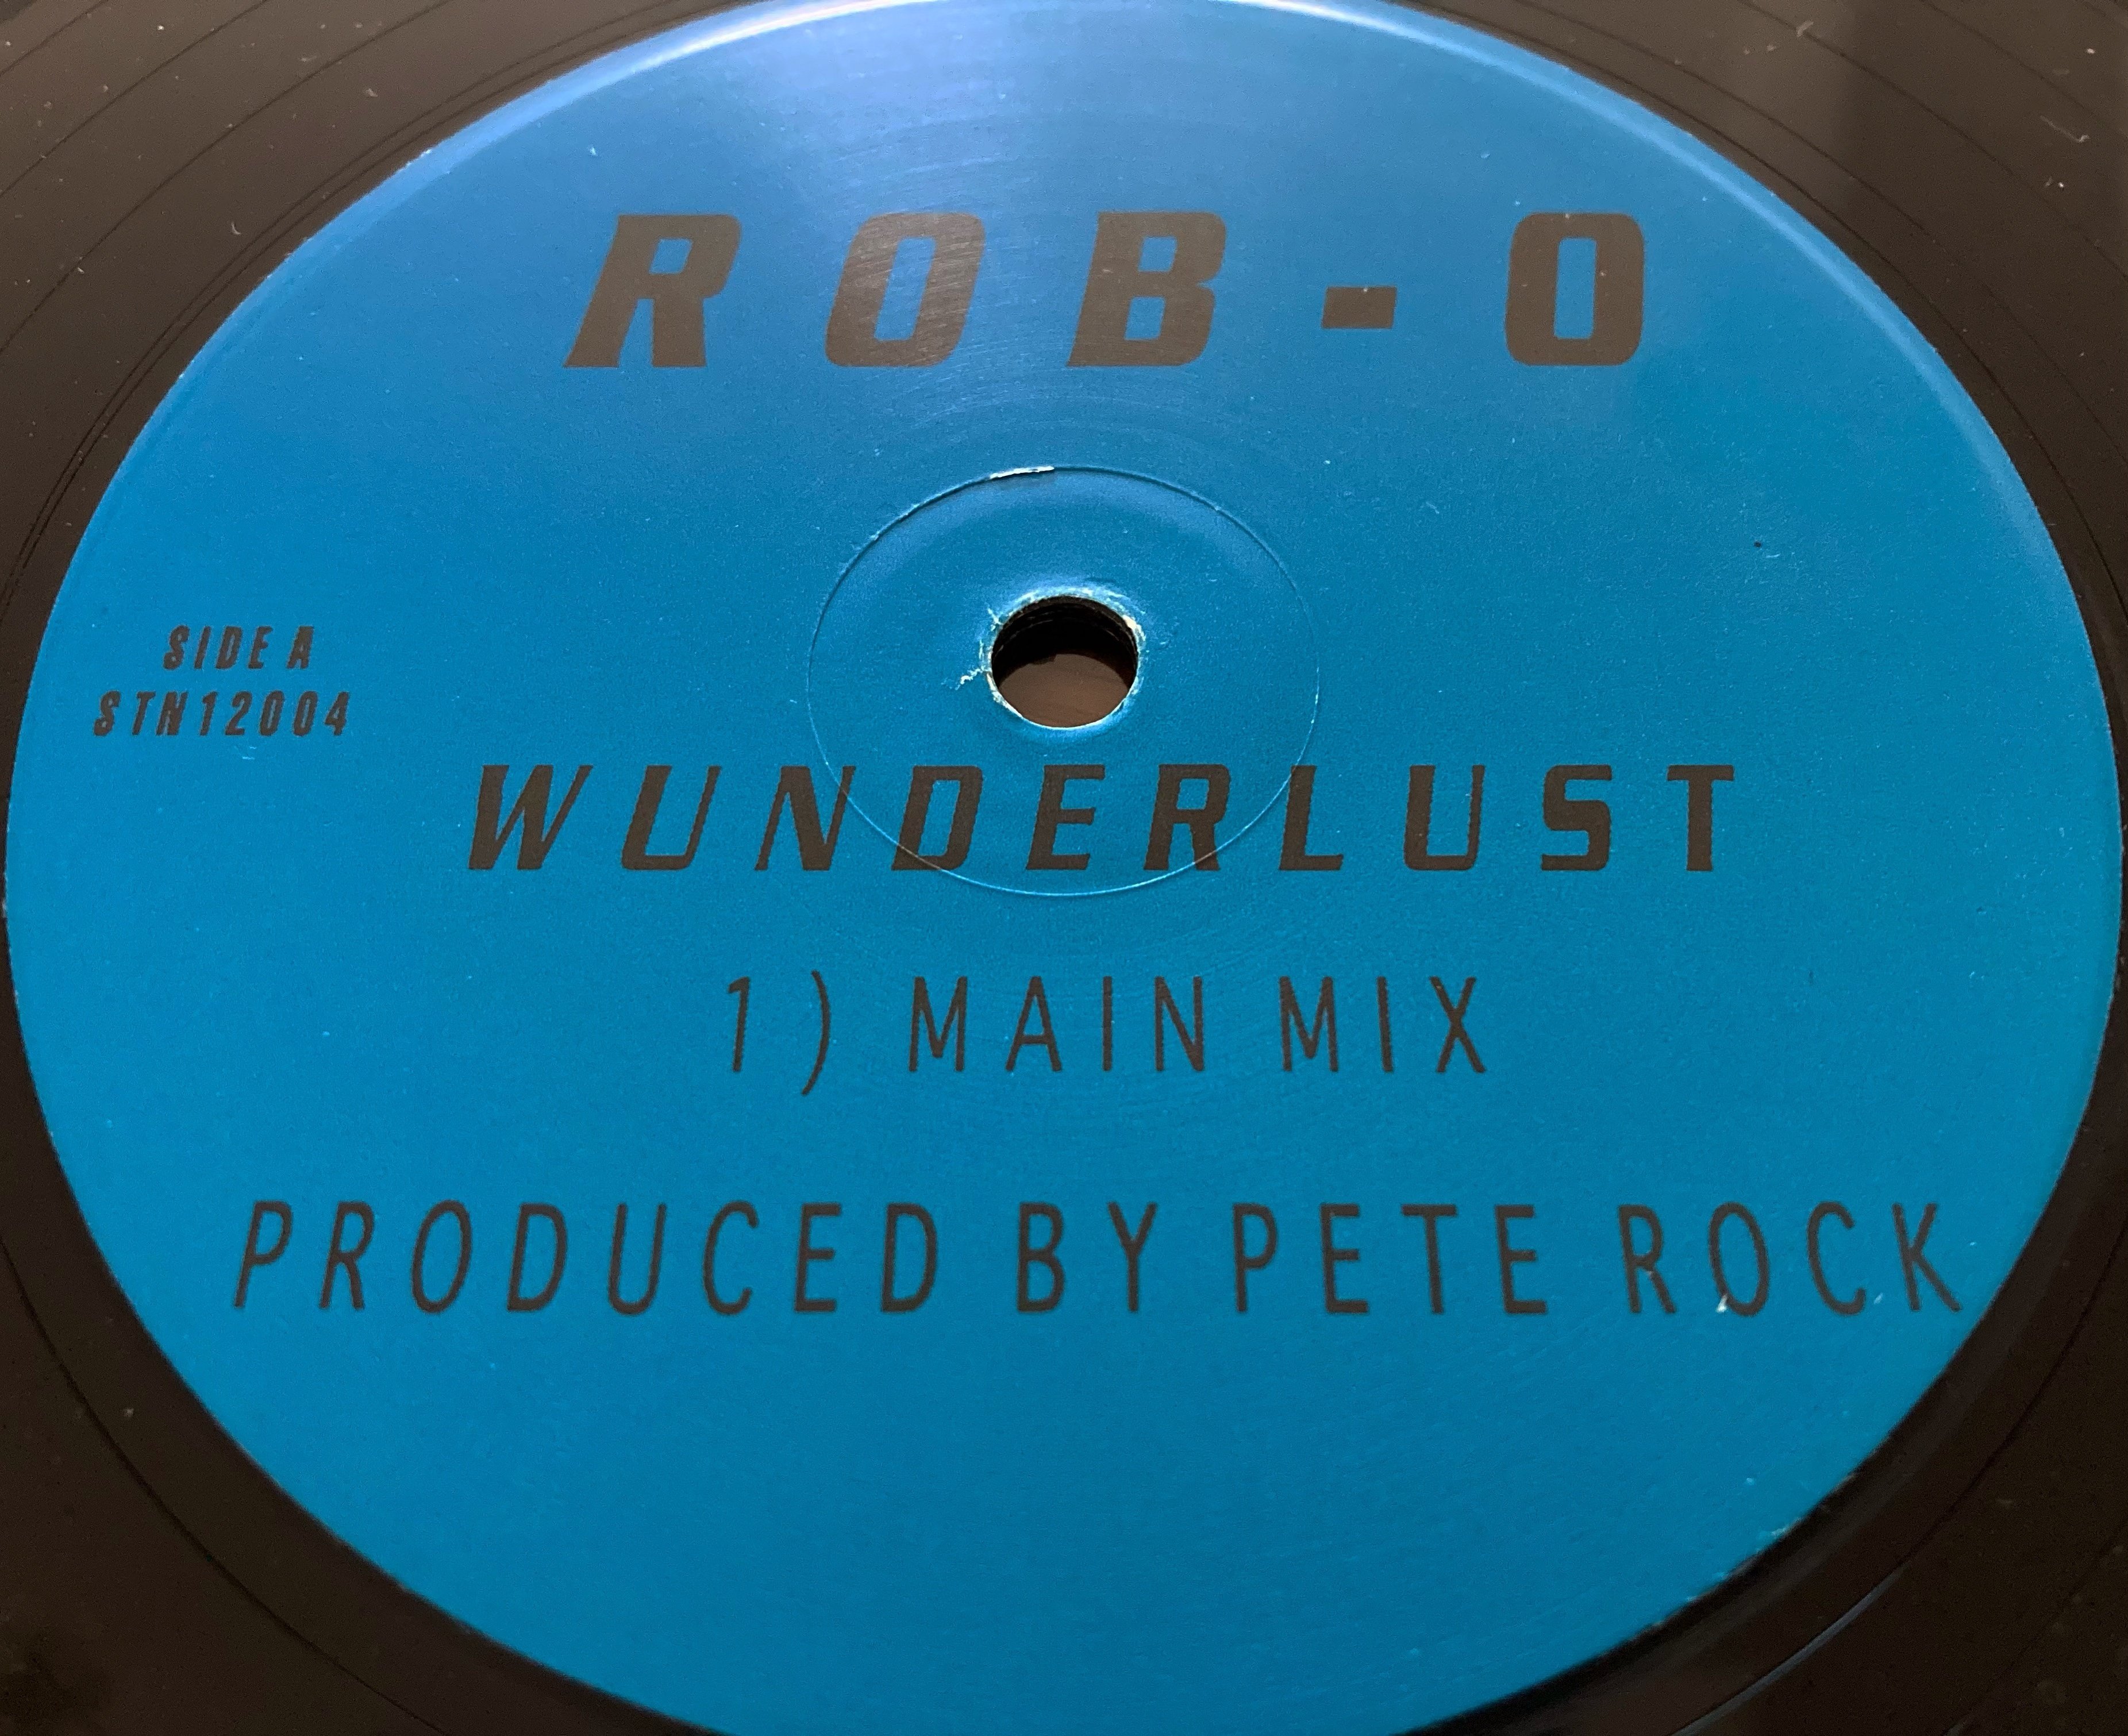 ROB-O
SIDE A
STN12004
WUNDERLUST
1) MAIN MIX
PRODUCED BY PETE ROCK